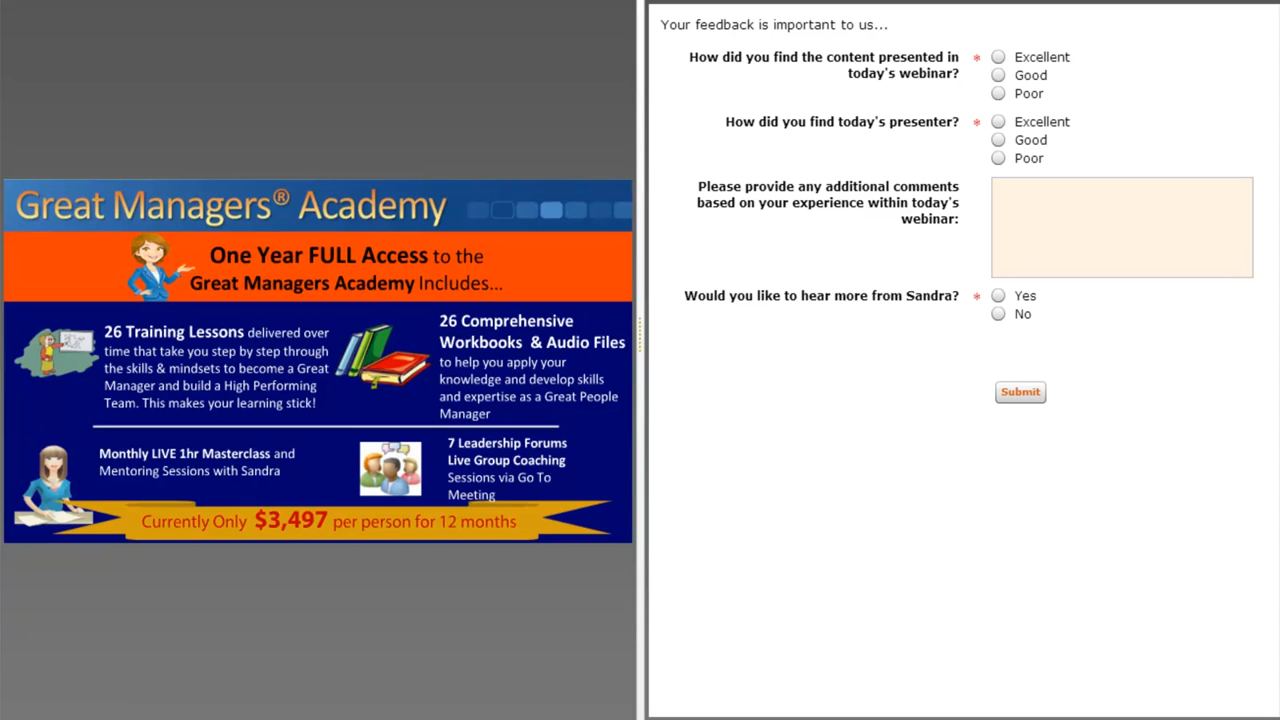 Great Managers® Academy
One Year FULL Access to the
Great Managers Academy Includes...
26 Training Lessons delivered over
time that take you step by step through
the skills & mindsets to become a Great
Manager and build a High Performing
Team. This makes your learning stick!
26 Comprehensive
Workbooks & Audio Files
to help you apply your
knowledge and develop skills
and expertise as a Great People
Manager
Monthly LIVE 1hr Masterclass and
Mentoring Sessions with Sandra
7 Leadership Forums
Live Group Coaching
Sessions via Go To
Meeting
Currently Only $3,497 per person for 12 months
Your feedback is important to us...
How did you find the content presented in
today's webinar?
* Excellent
Good
Poor
How did you find today's presenter? * Excellent
Good
Poor
Please provide any additional comments
based on your experience within today's
webinar:
Would you like to hear more from Sandra? * Yes
No
Submit